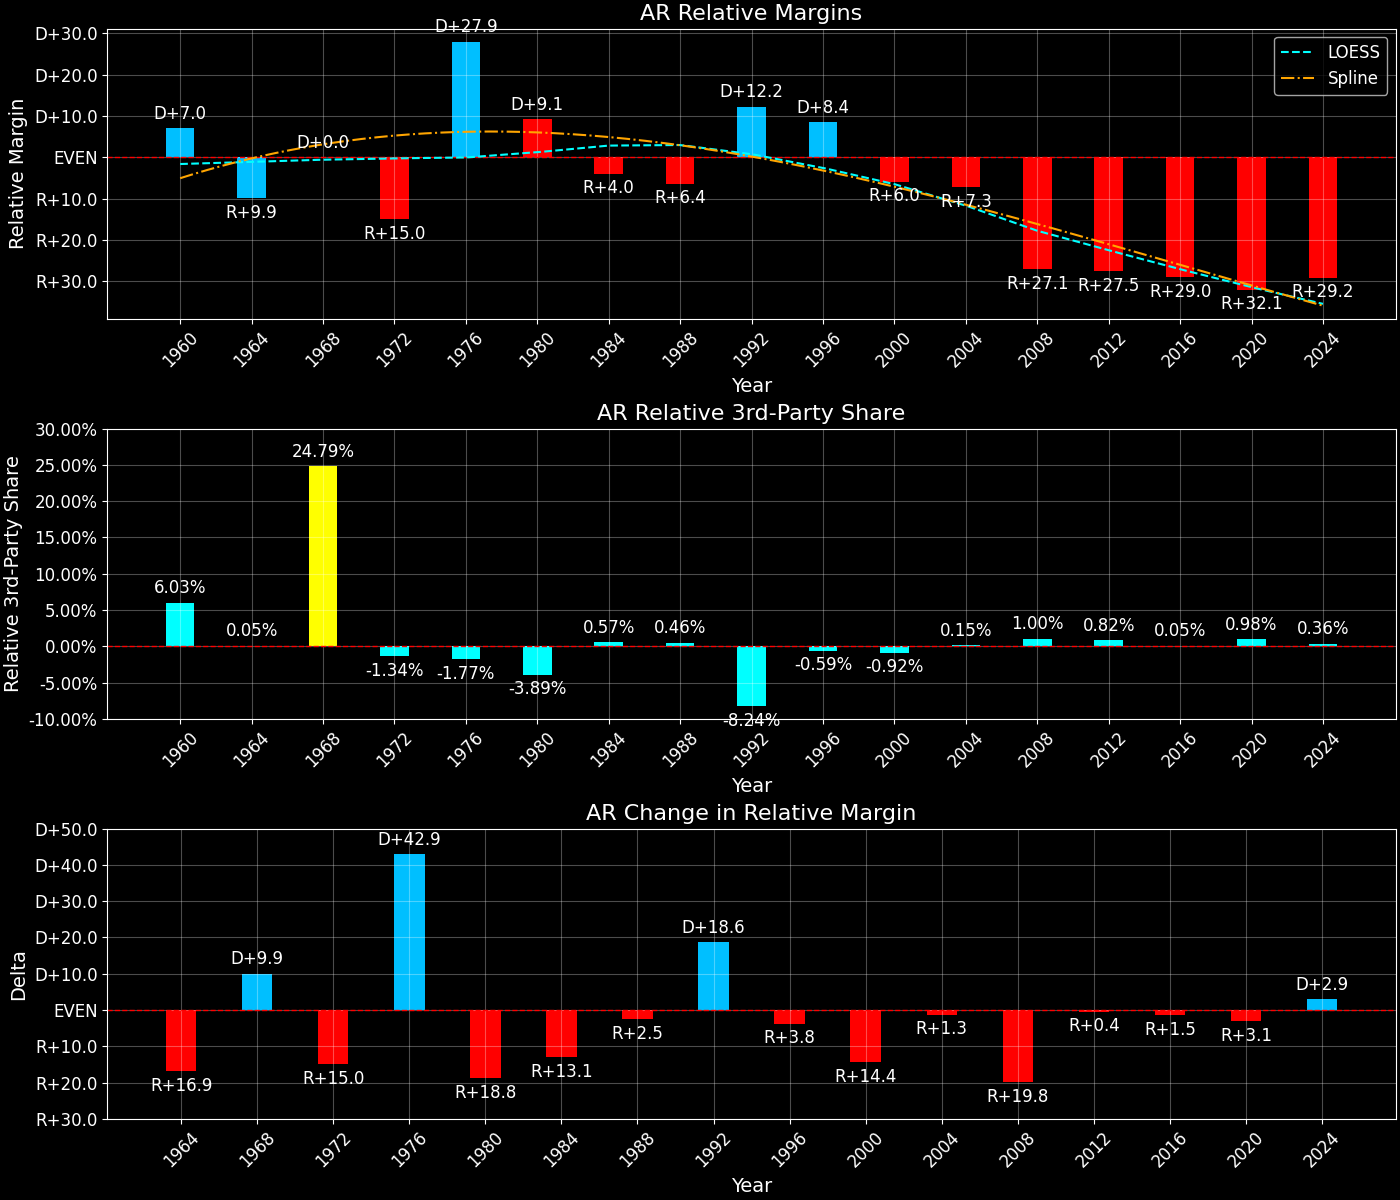 AR Relative Margins
Relative Margin
D+30.0
D+20.0
D+10.0
EVEN
R+10.0
R+20.0
R+30.0
LOESS
Spline
D+7.0
R+9.9
D+0.0
R+15.0
D+27.9
D+9.1
R+4.0
R+6.4
D+12.2
D+8.4
R+6.0
R+7.3
R+27.1
R+27.5
R+29.0
R+32.1
R+29.2
1960 1964 1968 1972 1976 1980 1984 1988 1992 1996 2000 2004 2008 2012 2016 2020 2024
Year
AR Relative 3rd-Party Share
Relative 3rd-Party Share
30.00%
25.00%
20.00%
15.00%
10.00%
5.00%
0.00%
-5.00%
-10.00%
6.03%
0.05%
24.79%
-1.34%
-1.77%
-3.89%
0.57%
0.46%
-8.24%
-0.59%
-0.92%
0.15%
1.00%
0.82%
0.05%
0.98%
0.36%
1960 1964 1968 1972 1976 1980 1984 1988 1992 1996 2000 2004 2008 2012 2016 2020 2024
Year
AR Change in Relative Margin
Delta
D+50.0
D+40.0
D+30.0
D+20.0
D+10.0
EVEN
R+10.0
R+20.0
R+30.0
R+16.9
D+9.9
R+15.0
D+42.9
R+18.8
R+13.1
R+2.5
D+18.6
R+3.8
R+14.4
R+1.3
R+19.8
R+0.4
R+1.5
R+3.1
D+2.9
1964 1968 1972 1976 1980 1984 1988 1992 1996 2000 2004 2008 2012 2016 2020 2024
Year